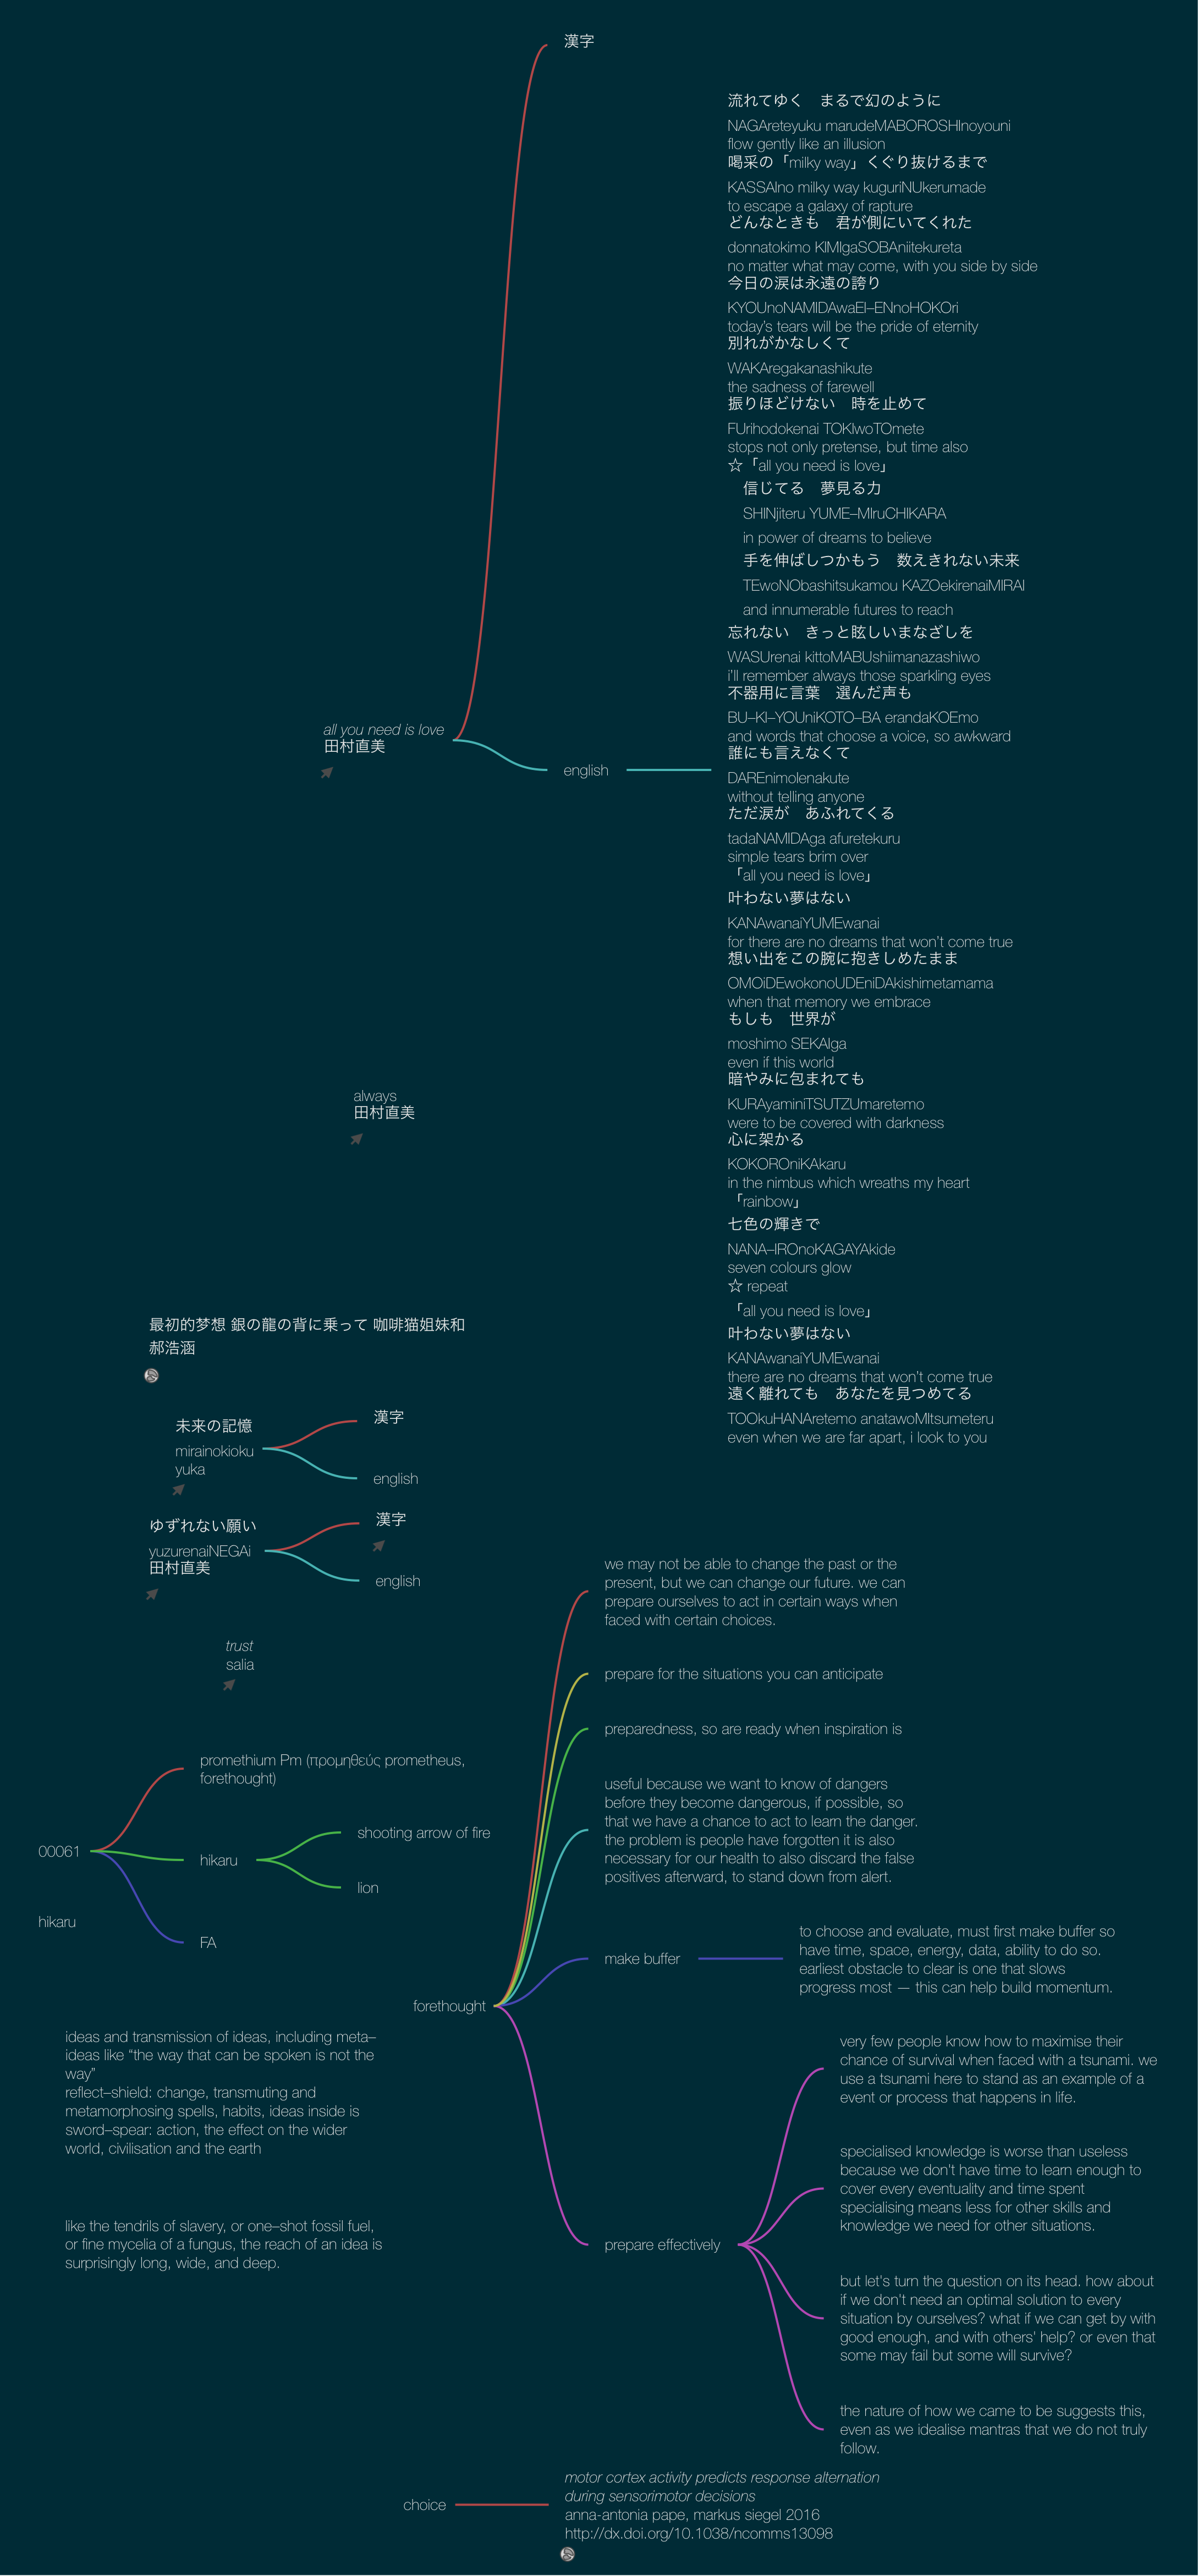 漢字
流れてゆく　まるで幻のように
NAGAreteyuku marudeMABOROSHInoyouni
flow gently like an illusion
喝采の「milky way」くぐり抜けるまで
KASSAIno milky way kuguriNUkerumade
to escape a galaxy of rapture
どんなときも　君が側にいてくれた
donnatokimo KIMIgaSOBAniitekureta
no matter what may come, with you side by side
今日の涙は永遠の誇り
KYOUnoNAMIDAwaEI–ENnoHOKOri
today's tears will be the pride of eternity
別れがかなしくて
WAKAregakanashikute
the sadness of farewell
振りほどけない　時を止めて
FUrihodokenai TOKIwoTOmete
stops not only pretense, but time also
☆「all you need is love」
信じてる　夢見る力
SHINjiteru YUME–MIruCHIKARA
in power of dreams to believe
手を伸ばしつかもう　数えきれない未来
TEwoNObashitsukamou KAZOekirenaiMIRAI
and innumerable futures to reach
忘れない　きっと眩しいまなざしを
WASUrenai kittoMABUshiimanazashiwo
i'll remember always those sparkling eyes
不器用に言葉　選んだ声も
BU–KI–YOUniKOTO–BA erandaKOEmo
and words that choose a voice, so awkward
誰にも言えなくて
DAREnimoIenakute
without telling anyone
ただ涙が　あふれてくる
tadaNAMIDAga afuretekuru
simple tears brim over
「all you need is love」
叶わない夢はない
KANAwanaiYUMEwanai
for there are no dreams that won't come true
想い出をこの腕に抱きしめたまま
OMOiDEwokonoUDEniDAkishimetamama
when that memory we embrace
もしも　世界が
moshimo SEKAIga
even if this world
暗やみに包まれても
KURAyaminiTSUTZUmaretemo
were to be covered with darkness
心に架かる
KOKOROniKAkaru
in the nimbus which wreaths my heart
「rainbow」
七色の輝きで
NANA–IROnoKAGAYAkide
seven colours glow
☆ repeat
「all you need is love」
叶わない夢はない
KANAwanaiYUMEwanai
there are no dreams that won't come true
遠く離れても　あなたを見つめてる
TOOkuHANAretemo anatawoMItsumeteru
even when we are far apart, i look to you
all you need is love
田村直美
english
always
田村直美
最初的梦想 銀の龍の背に乗って 咖啡猫姐妹和
郝浩涵
未来の記憶
mirainokioku
yuka
漢字
english
ゆずれない願い
yuzurenaiNEGAi
田村直美
漢字
english
trust
salia
00061
hikaru
promethium Pm (προμηθεύς prometheus,
forethought)
hikaru
shooting arrow of fire
lion
FA
ideas and transmission of ideas, including meta–
ideas like “the way that can be spoken is not the
way”
reflect–shield: change, transmuting and
metamorphosing spells, habits, ideas inside is
sword–spear: action, the effect on the wider
world, civilisation and the earth
like the tendrils of slavery, or one–shot fossil fuel,
or fine mycelia of a fungus, the reach of an idea is
surprisingly long, wide, and deep.
forethought
we may not be able to change the past or the
present, but we can change our future. we can
prepare ourselves to act in certain ways when
faced with certain choices.
prepare for the situations you can anticipate
preparedness, so are ready when inspiration is
useful because we want to know of dangers
before they become dangerous, if possible, so
that we have a chance to act to learn the danger.
the problem is people have forgotten it is also
necessary for our health to also discard the false
positives afterward, to stand down from alert.
make buffer
to choose and evaluate, must first make buffer so
have time, space, energy, data, ability to do so.
earliest obstacle to clear is one that slows
progress most — this can help build momentum.
prepare effectively
very few people know how to maximise their
chance of survival when faced with a tsunami. we
use a tsunami here to stand as an example of a
event or process that happens in life.
specialised knowledge is worse than useless
because we don't have time to learn enough to
cover every eventuality and time spent
specialising means less for other skills and
knowledge we need for other situations.
but let's turn the question on its head. how about
if we don't need an optimal solution to every
situation by ourselves? what if we can get by with
good enough, and with others' help? or even that
some may fail but some will survive?
the nature of how we came to be suggests this,
even as we idealise mantras that we do not truly
follow.
choice
motor cortex activity predicts response alternation
during sensorimotor decisions
anna-antonia pape, markus siegel 2016
http://dx.doi.org/10.1038/ncomms13098